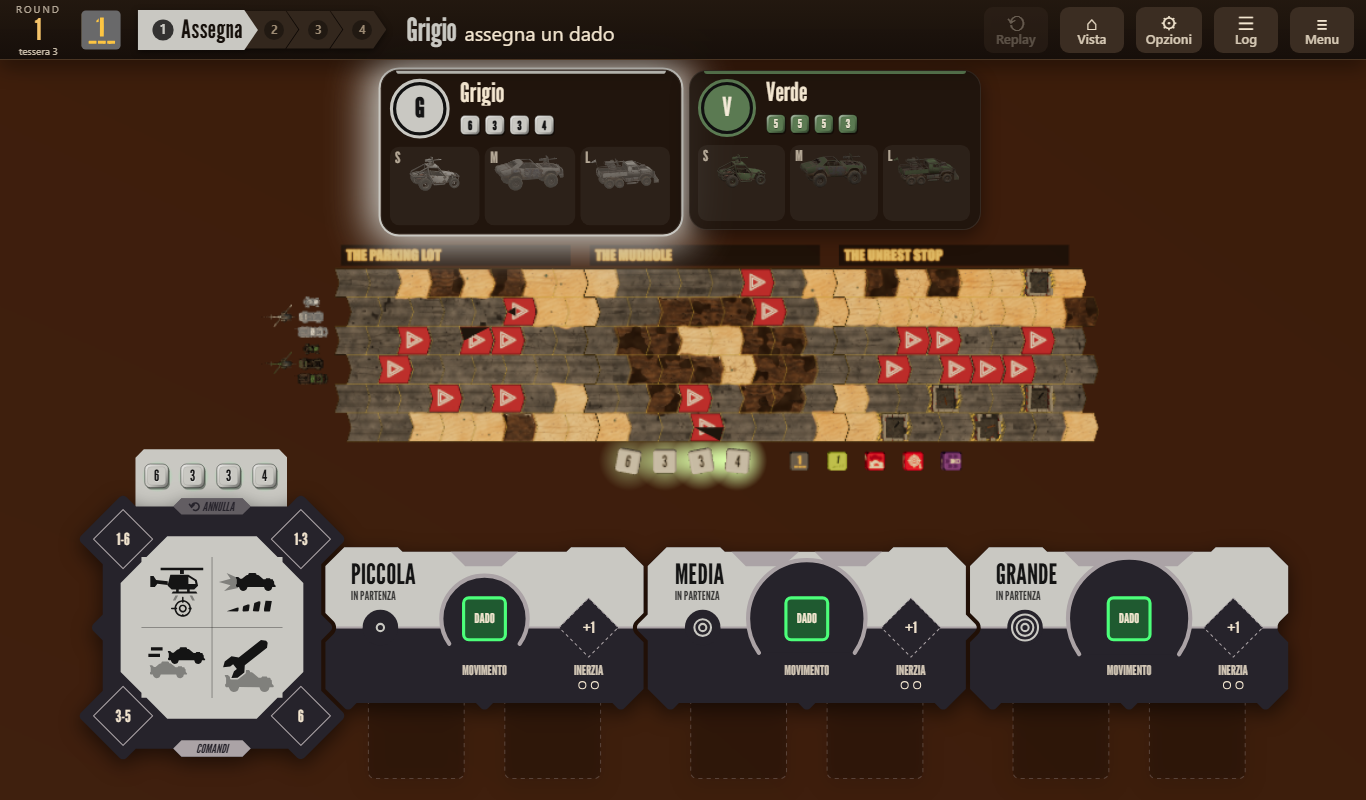 ROUND
1
tessera 3
1
1 Assegna 2 3 4
Grigio assegna un dado
Replay
Vista
Opzioni
Log
Menu
G
Grigio
6 3 3 4
S M L
V
Verde
5 5 5 3
S M L
THE PARKING LOT
THE MUDHOLE
THE UNREST STOP
6 3 3 4
1
6 3 3 4
ANNULLA
1-6
1-3
3-5
6
COMANDI
PICCOLA
IN PARTENZA
DADO
+1
MOVIMENTO
INERZIA
MEDIA
IN PARTENZA
DADO
+1
MOVIMENTO
INERZIA
GRANDE
IN PARTENZA
DADO
+1
MOVIMENTO
INERZIA